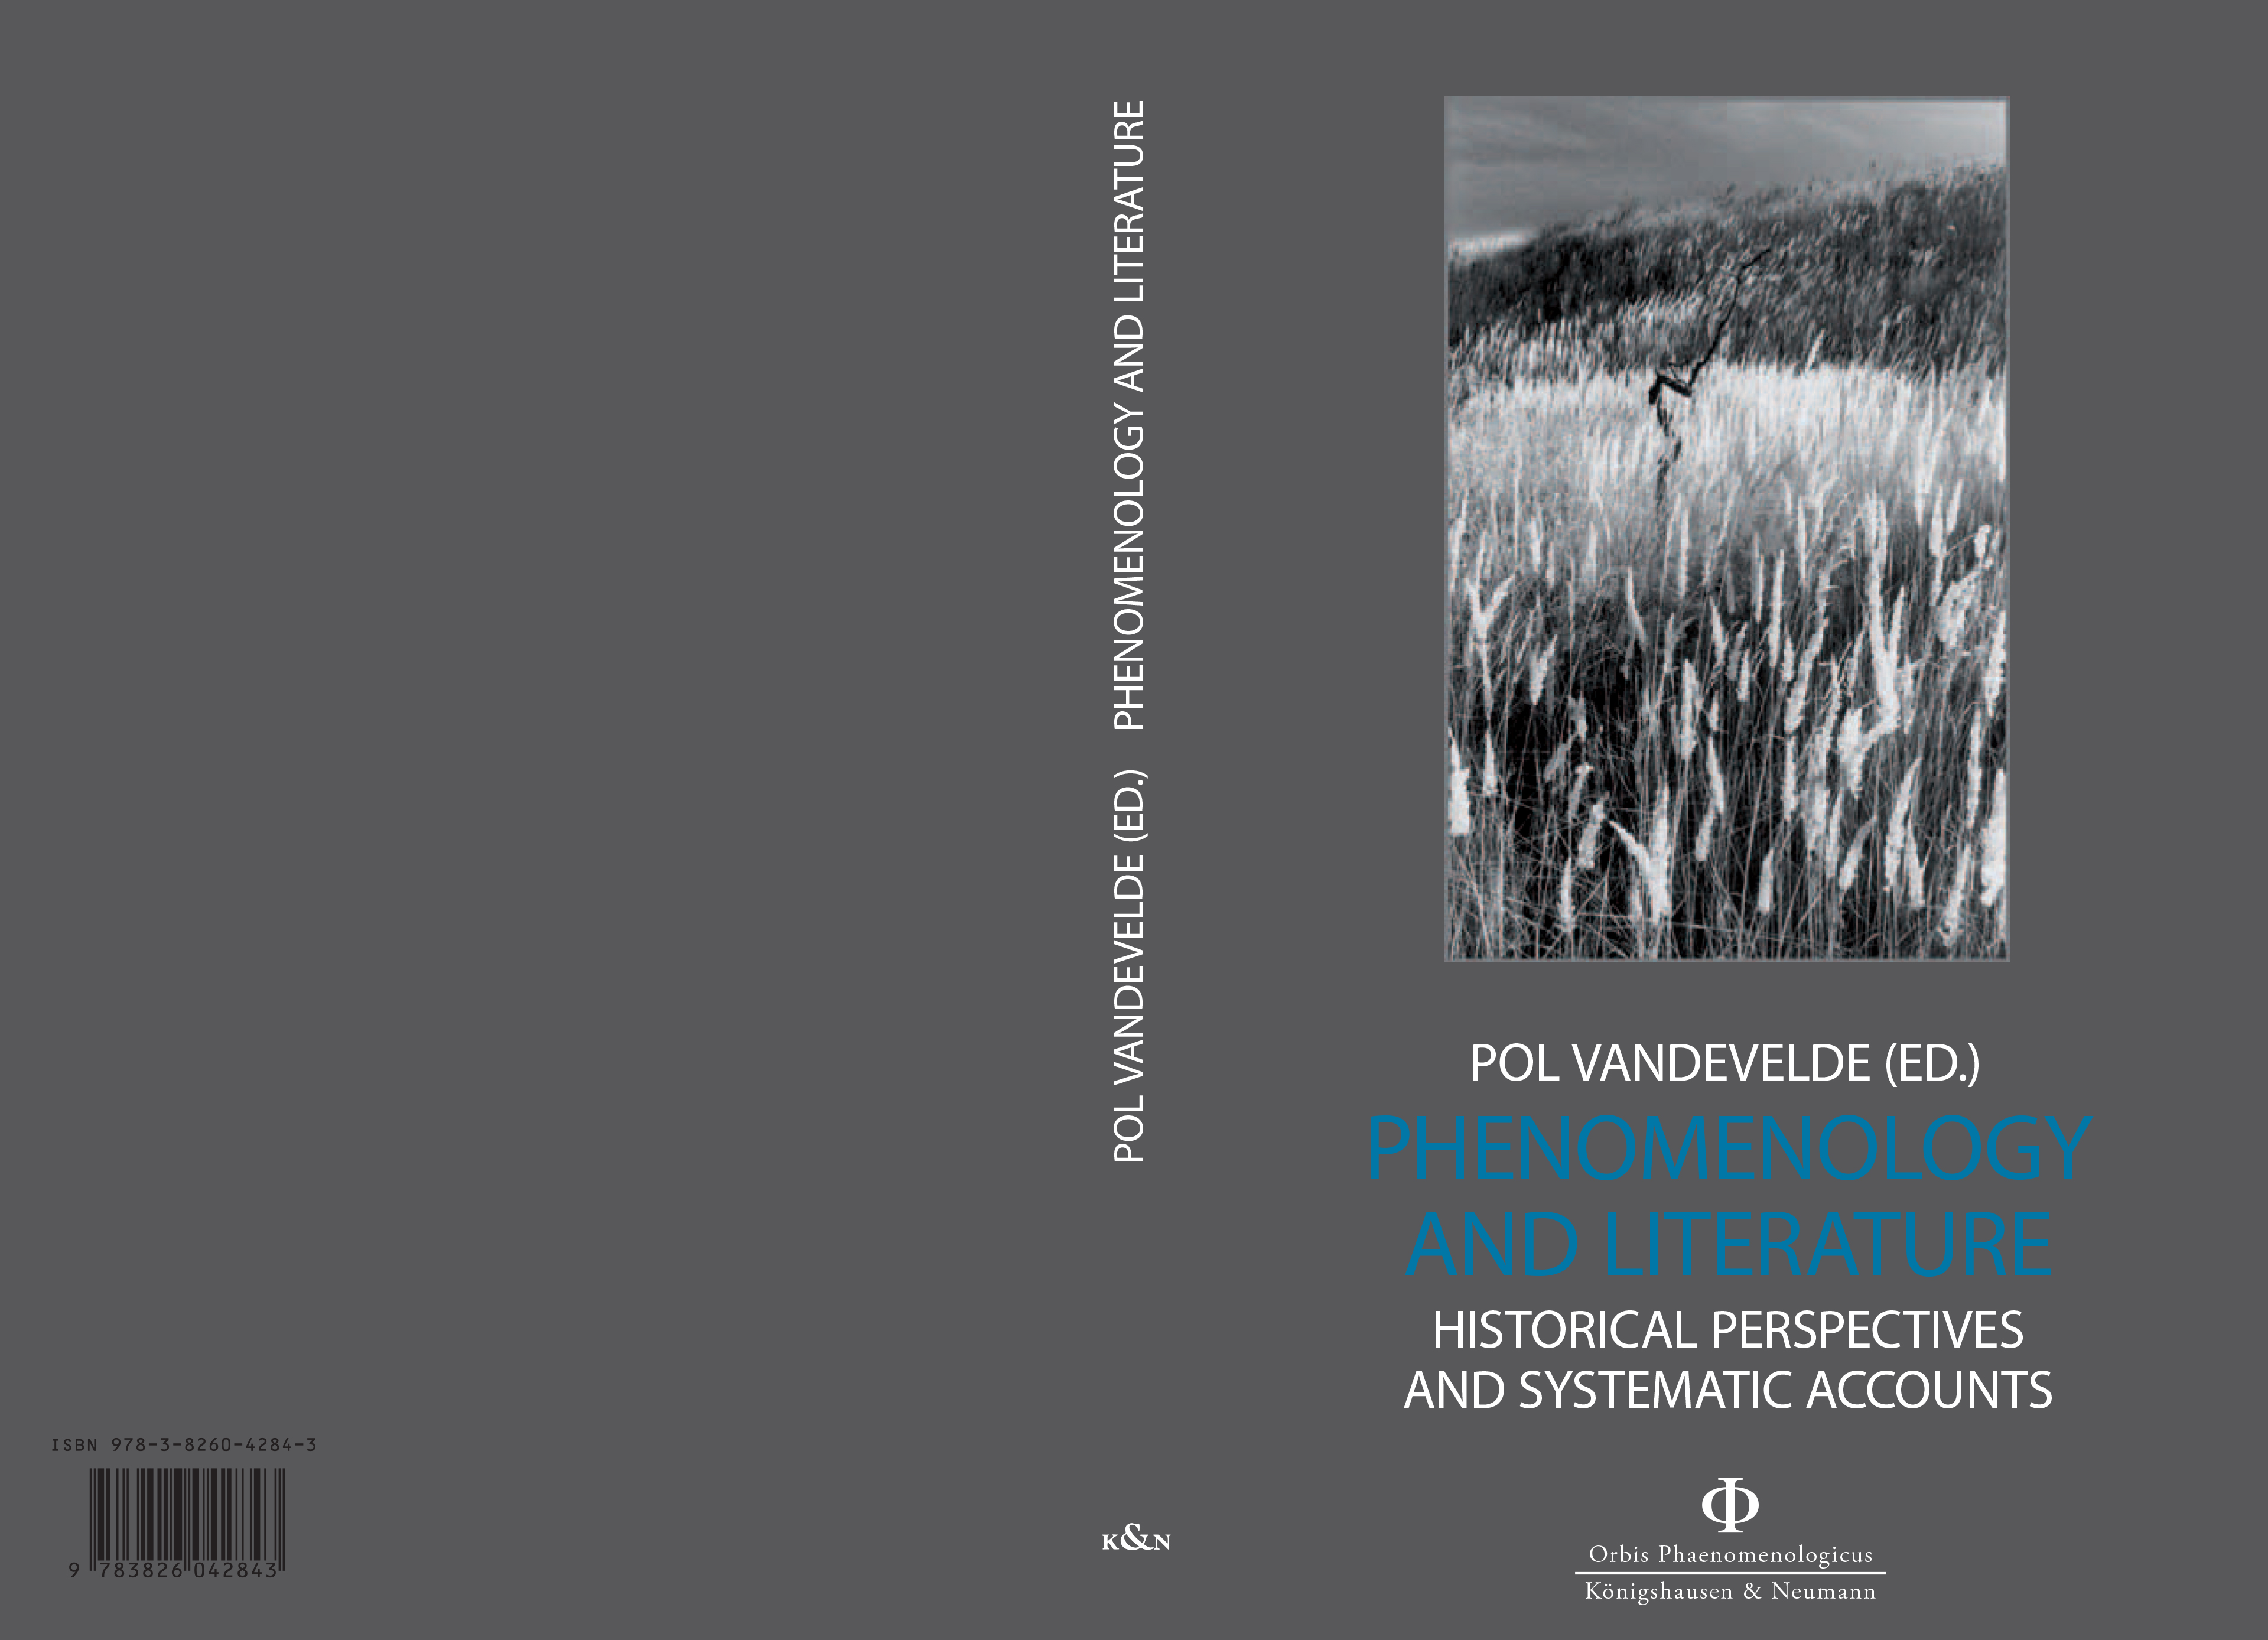 ISBN 978-3-8260-4284-3
9 783826 042843
POL VANDEVELDE (ED.) PHENOMENOLOGY AND LITERATURE
K&N
POL VANDEVELDE (ED.)
PHENOMENOLOGY
AND LITERATURE
HISTORICAL PERSPECTIVES
AND SYSTEMATIC ACCOUNTS
Φ
Orbis Phaenomenologicus
Königshausen & Neumann